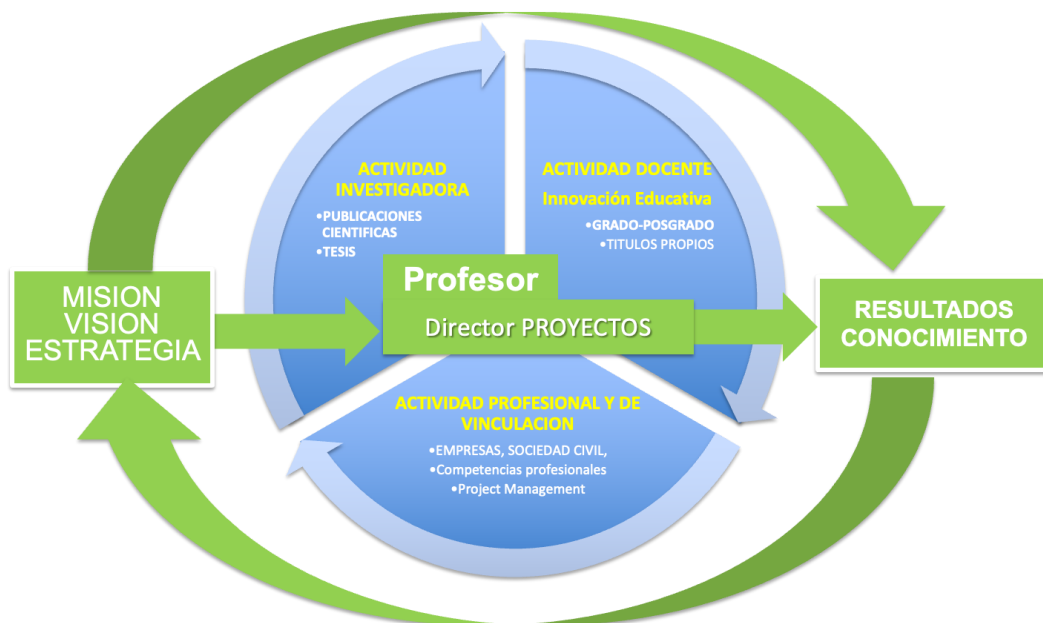 MISION
VISION
ESTRATEGIA
ACTIVIDAD
INVESTIGADORA
•PUBLICACIONES
CIENTIFICAS
•TESIS
ACTIVIDAD DOCENTE
Innovación Educativa
•GRADO-POSGRADO
•TITULOS PROPIOS
Profesor
Director PROYECTOS
RESULTADOS
CONOCIMIENTO
ACTIVIDAD PROFESIONAL Y DE
VINCULACION
•EMPRESAS, SOCIEDAD CIVIL,
•Competencias profesionales
•Project Management